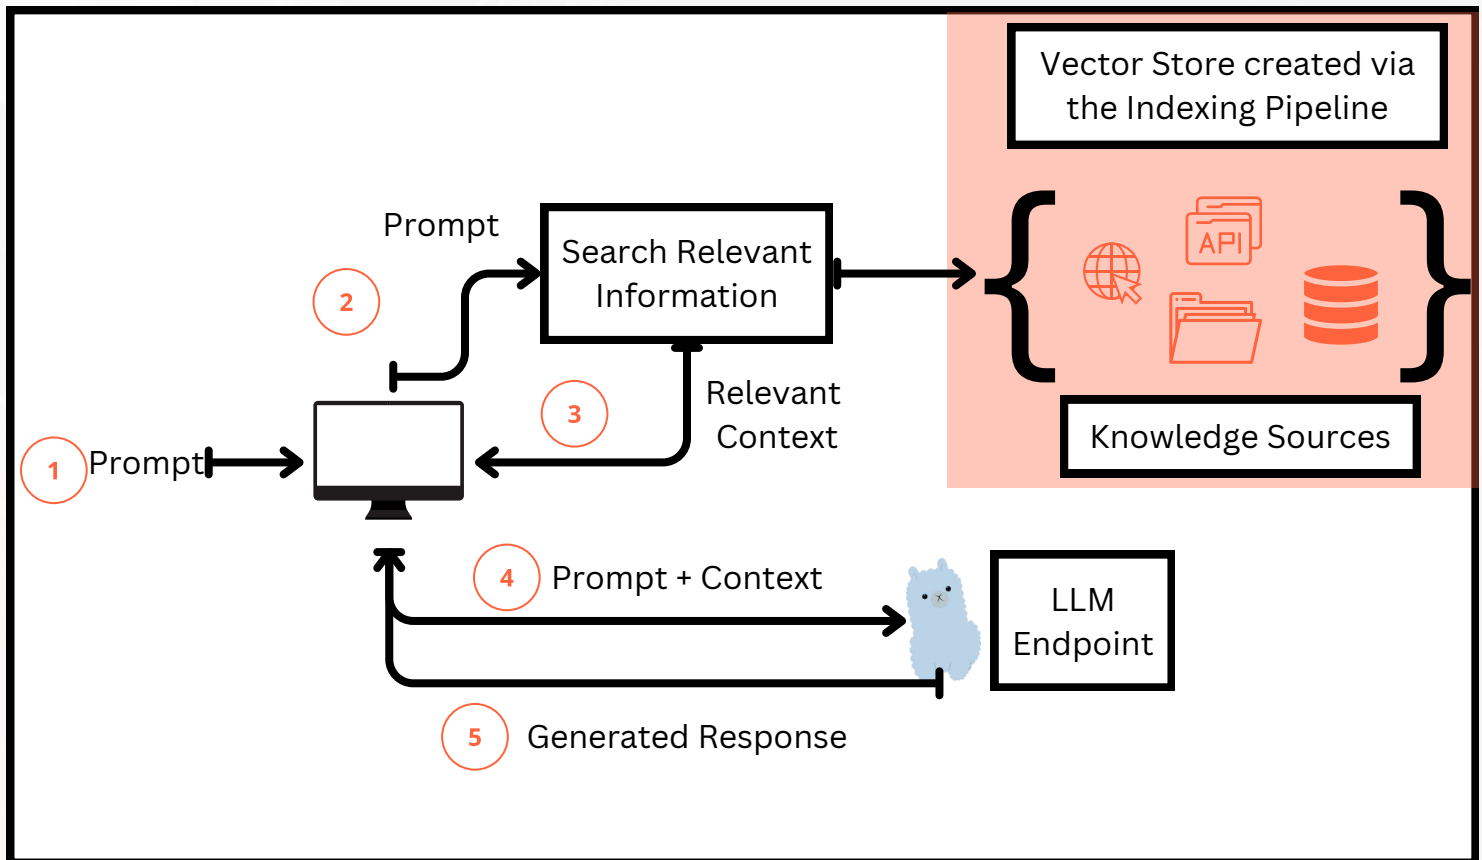 Vector Store created via
the Indexing Pipeline
API
Knowledge Sources
Prompt
2
Search Relevant
Information
3
Relevant
Context
1
Prompt
4
Prompt + Context
LLM
Endpoint
5
Generated Response